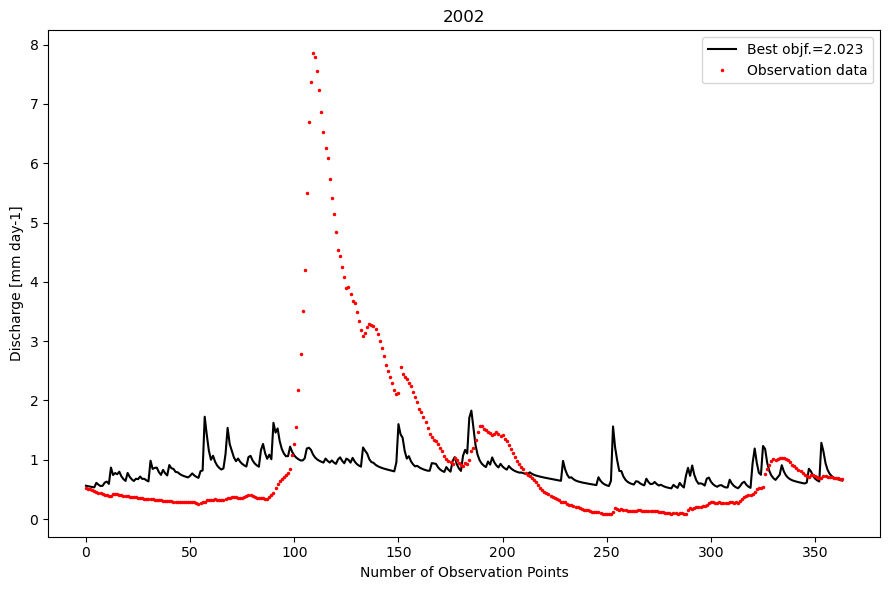 2002
Best objf.=2.023
Observation data
Discharge [mm day-1]
8
7
6
5
4
3
2
1
0
0 50 100 150 200 250 300 350
Number of Observation Points